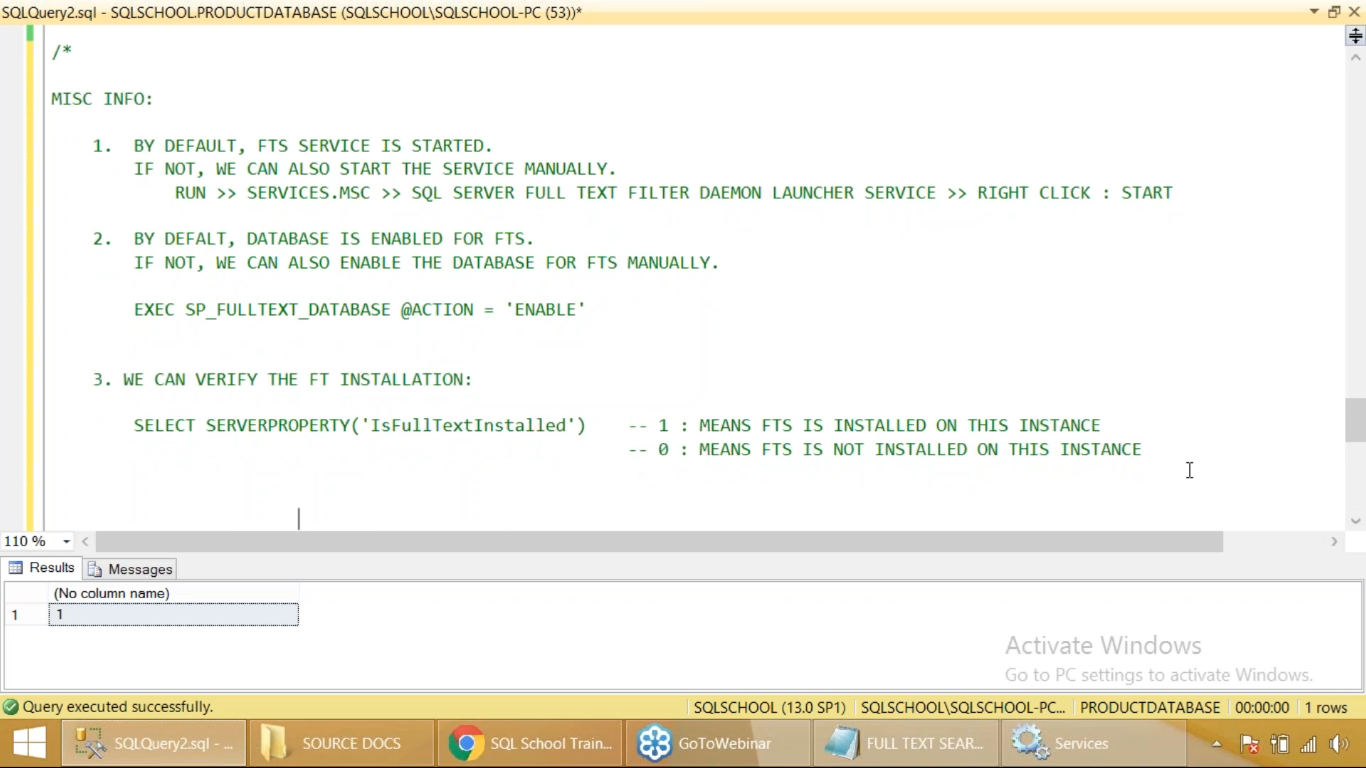 SQLQuery2.sql - SQLSCHOOL.PRODUCTDATABASE (SQLSCHOOL\SQLSCHOOL-PC (53))*
/*
MISC INFO:
1. BY DEFAULT, FTS SERVICE IS STARTED.
IF NOT, WE CAN ALSO START THE SERVICE MANUALLY.
RUN >> SERVICES.MSC >> SQL SERVER FULL TEXT FILTER DAEMON LAUNCHER SERVICE >> RIGHT CLICK : START
2. BY DEFALT, DATABASE IS ENABLED FOR FTS.
IF NOT, WE CAN ALSO ENABLE THE DATABASE FOR FTS MANUALLY.
EXEC SP_FULLTEXT_DATABASE @ACTION = 'ENABLE'
3. WE CAN VERIFY THE FT INSTALLATION:
SELECT SERVERPROPERTY('IsFullTextInstalled') -- 1 : MEANS FTS IS INSTALLED ON THIS INSTANCE
-- 0 : MEANS FTS IS NOT INSTALLED ON THIS INSTANCE
110 %
Results Messages
(No column name)
1 1
Activate Windows
Go to PC settings to activate Windows.
Query executed successfully. SQLSCHOOL (13.0 SP1) SQLSCHOOL\SQLSCHOOL-PC... PRODUCTDATABASE 00:00:00 1 rows
SQLQuery2.sql - ... SOURCE DOCS SQL School Train... GoToWebinar FULL TEXT SEAR... Services